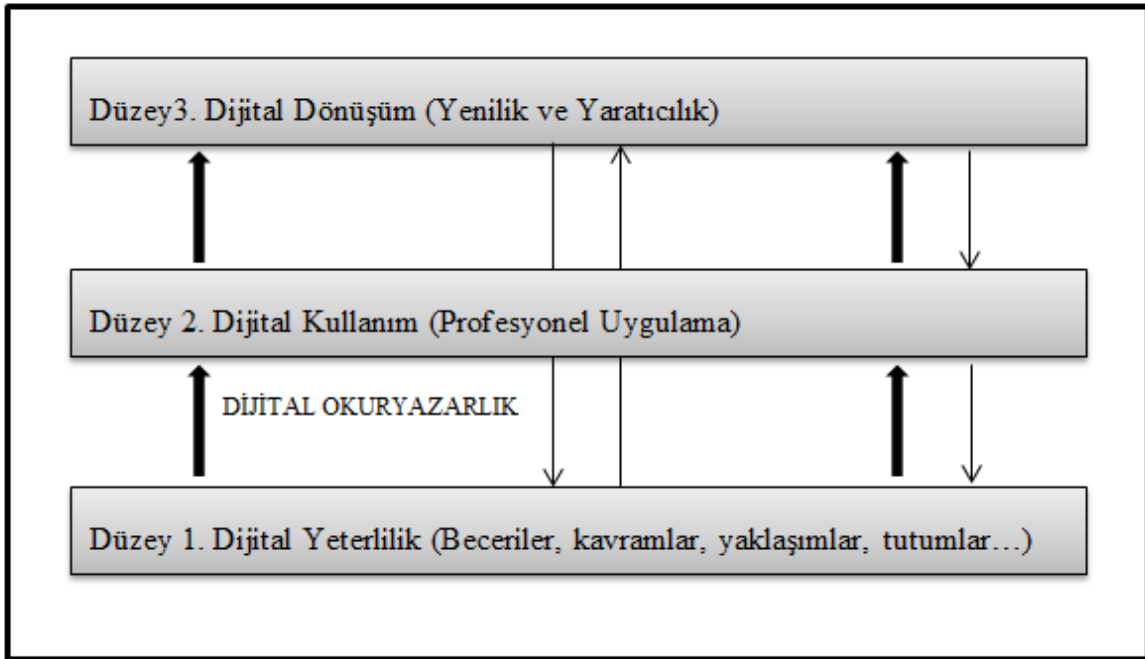 Düzey3. Dijital Dönüşüm (Yenilik ve Yaratıcılık)
Düzey 2. Dijital Kullanım (Profesyonel Uygulama)
DİJİTAL OKURYAZARLIK
Düzey 1. Dijital Yeterlilik (Beceriler, kavramlar, yaklaşımlar, tutumlar…)